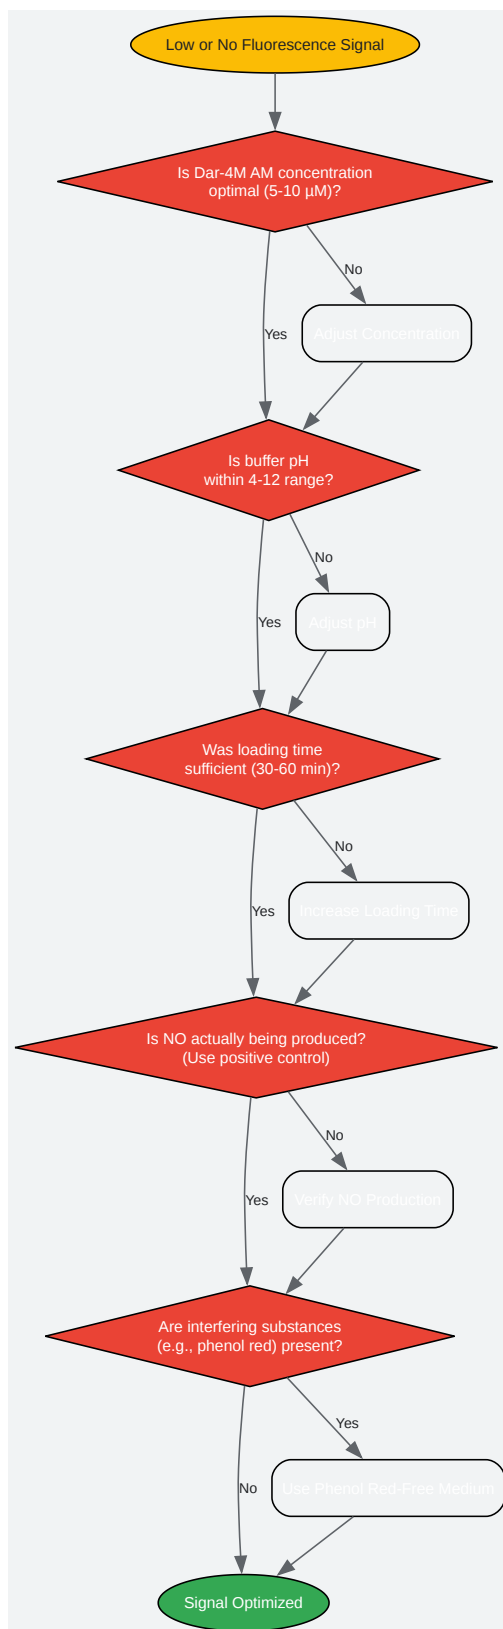 Low or No Fluorescence Signal
Is Dar-4M AM concentration
optimal (5-10 µM)?
No
Yes
Adjust Concentration
Is buffer pH
within 4-12 range?
No
Yes
Adjust pH
Was loading time
sufficient (30-60 min)?
No
Yes
Increase Loading Time
Is NO actually being produced?
(Use positive control)
No
Yes
Verify NO Production
Are interfering substances
(e.g., phenol red) present?
Yes
No
Use Phenol Red-Free Medium
Signal Optimized